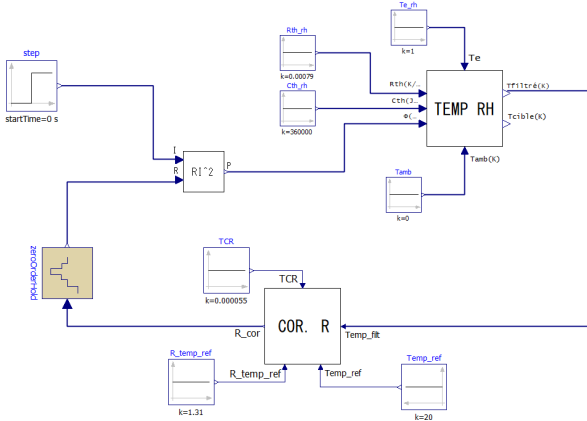 Te_rh
k=1
Te
Rth_rh
k=0.00079
step
startTime=0 s
Cth_rh
k=360000
Rth(K/...
Cth(J...
Φ(...
TEMP RH
Tfiltré(K)
Tcible(K)
Tamb(K)
Tamb
k=0
I
R
RI^2
P
zeroOrderHold
TCR
k=0.000055
TCR
R_cor
COR. R
Temp_filt
R_temp_ref
k=1.31
R_temp_ref
Temp_ref
Temp_ref
k=20